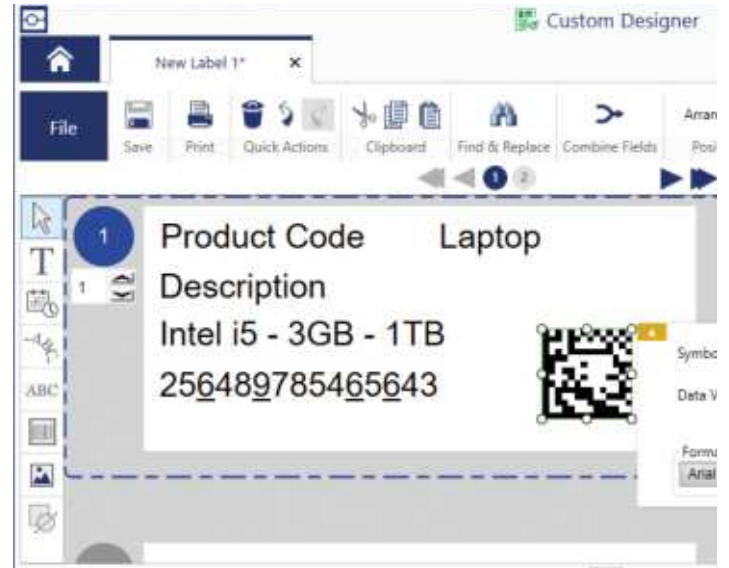 Custom Designer
New Label 1* ×
File
Save Print Quick Actions Clipboard Find & Replace Combine Fields
1 2
1 Product Code Laptop
1 Description
Intel i5 - 3GB - 1TB
256489785465643
ABC